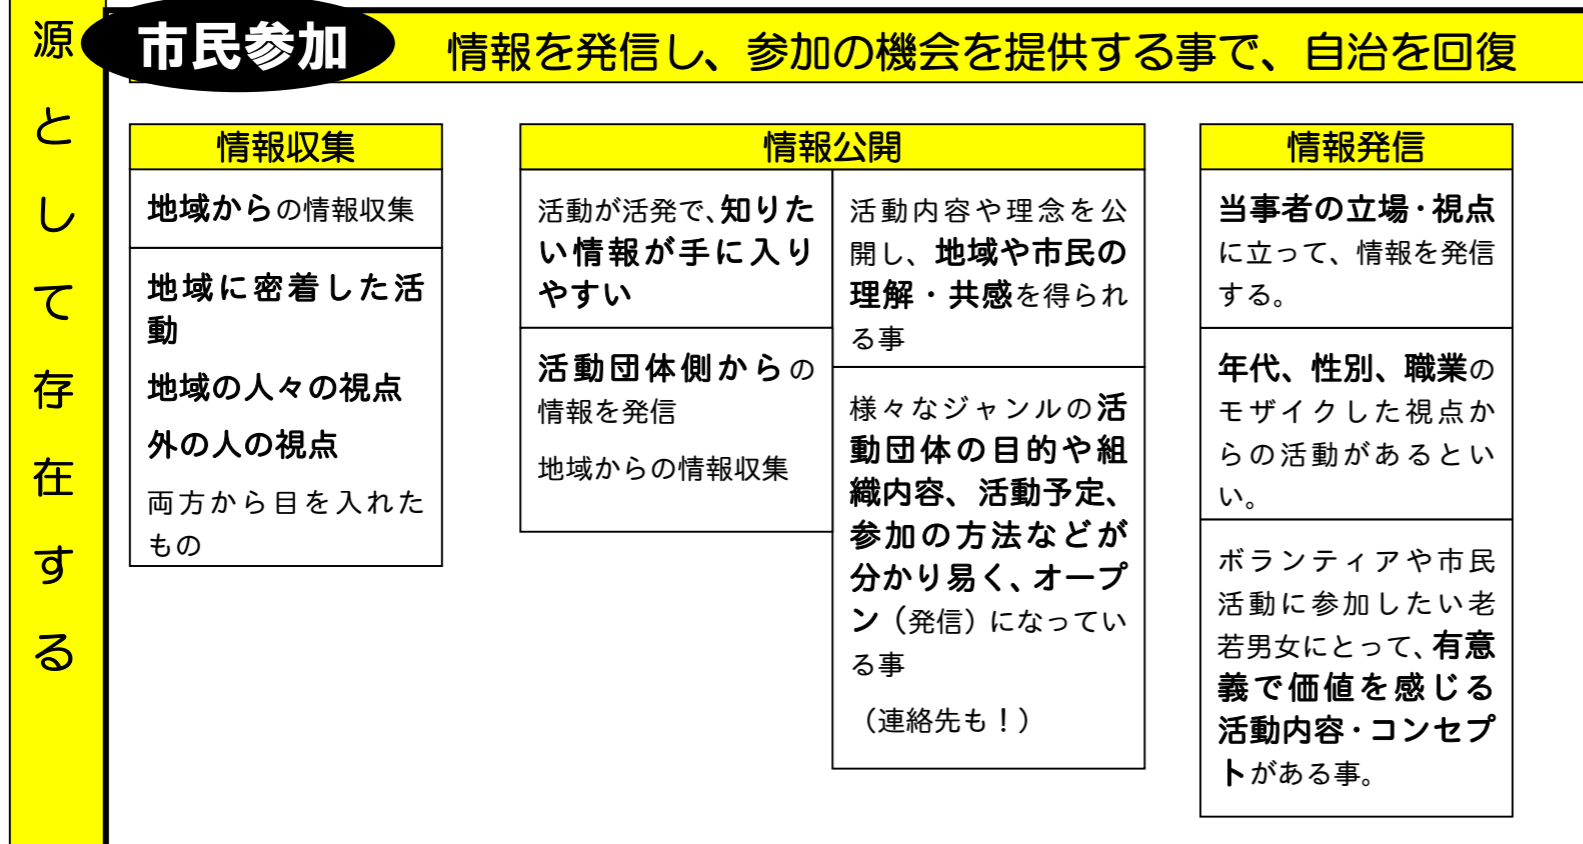 源として存在する
市民参加
情報を発信し、参加の機会を提供する事で、自治を回復
情報収集
地域からの情報収集
地域に密着した活
動
地域の人々の視点
外の人の視点
両方から目を入れた
もの
情報公開
活動が活発で、知りた
い情報が手に入り
やすい
活動団体側からの
情報を発信
地域からの情報収集
活動内容や理念を公
開し、地域や市民の
理解・共感を得られ
る事
様々なジャンルの活
動団体の目的や組
織内容、活動予定、
参加の方法などが
分かり易く、オープ
ン（発信）になってい
る事
（連絡先も！）
情報発信
当事者の立場・視点
に立って、情報を発信
する。
年代、性別、職業の
モザイクした視点か
らの活動があるとい
い。
ボランティアや市民
活動に参加したい老
若男女にとって、有意
義で価値を感じる
活動内容・コンセプ
トがある事。